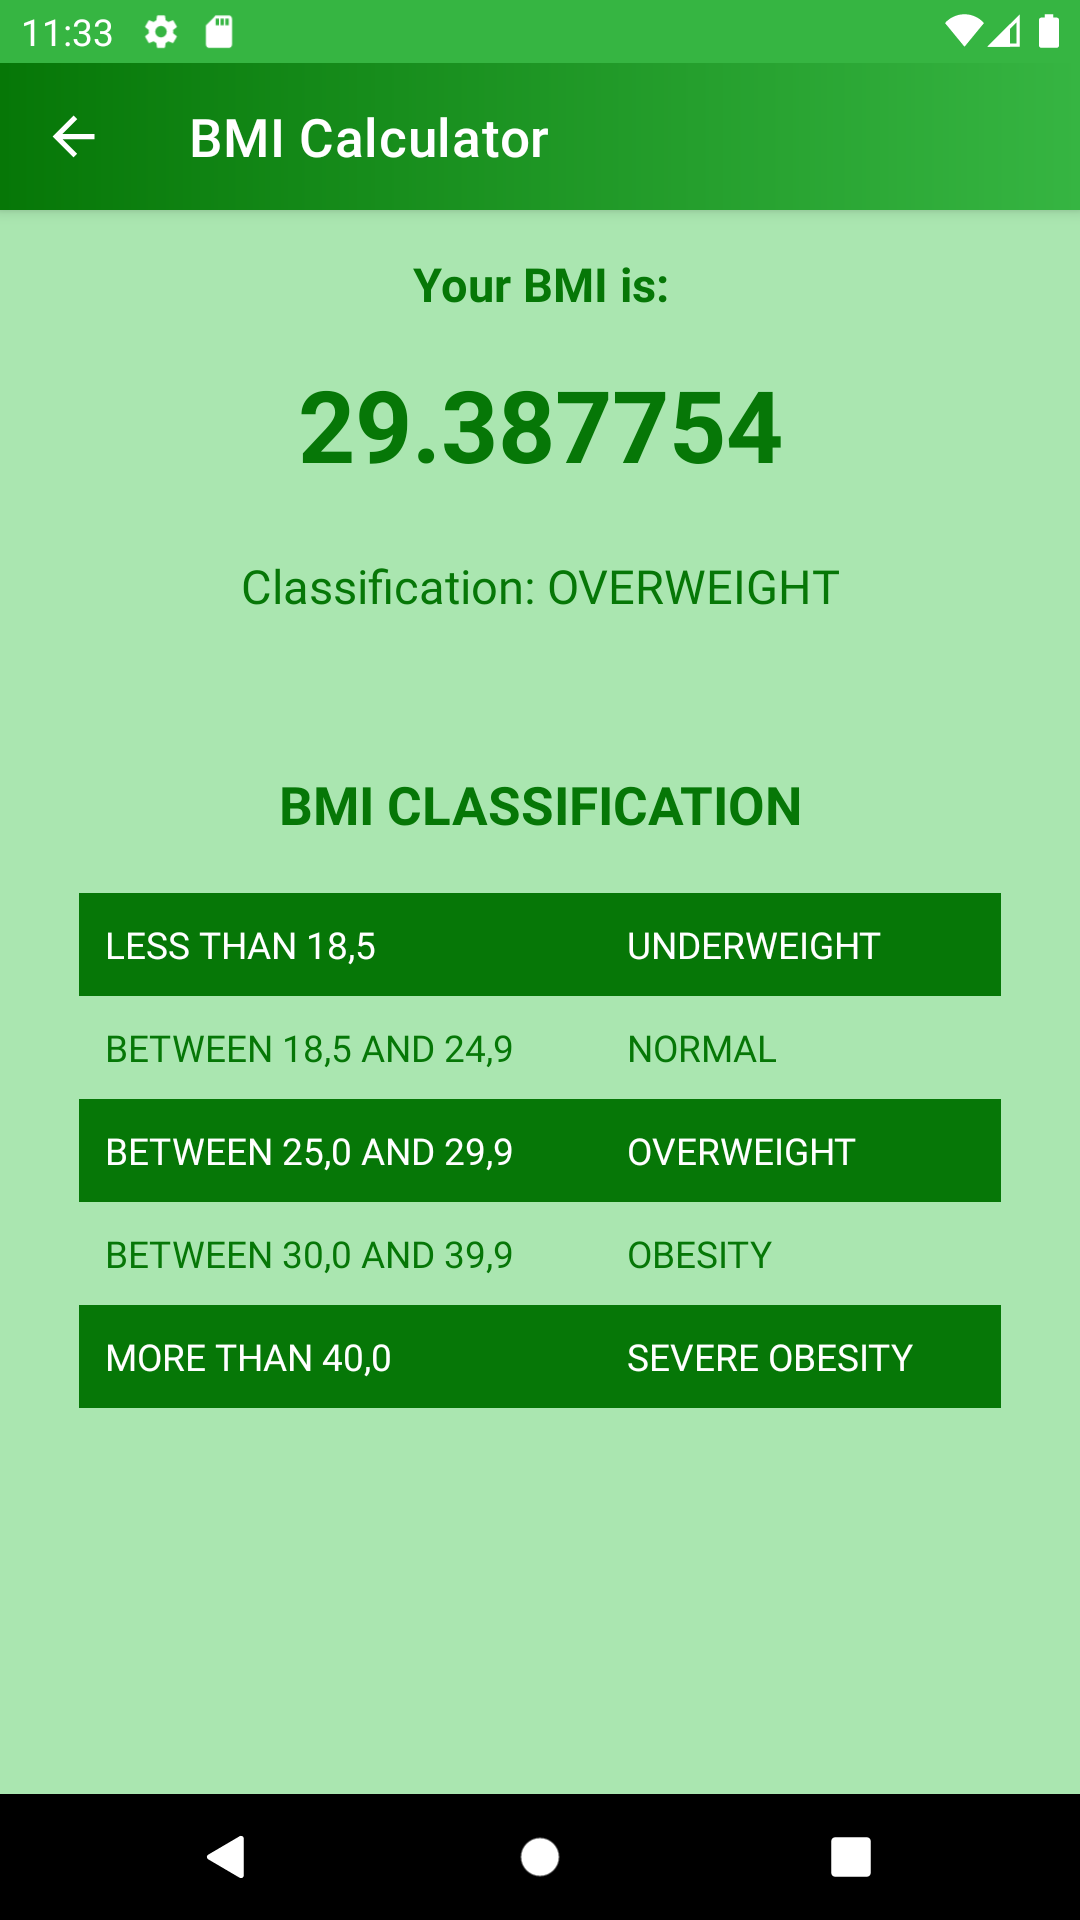 11:33
BMI Calculator
Your BMI is:
29.387754
Classification: OVERWEIGHT
BMI CLASSIFICATION
LESS THAN 18,5 UNDERWEIGHT
BETWEEN 18,5 AND 24,9 NORMAL
BETWEEN 25,0 AND 29,9 OVERWEIGHT
BETWEEN 30,0 AND 39,9 OBESITY
MORE THAN 40,0 SEVERE OBESITY